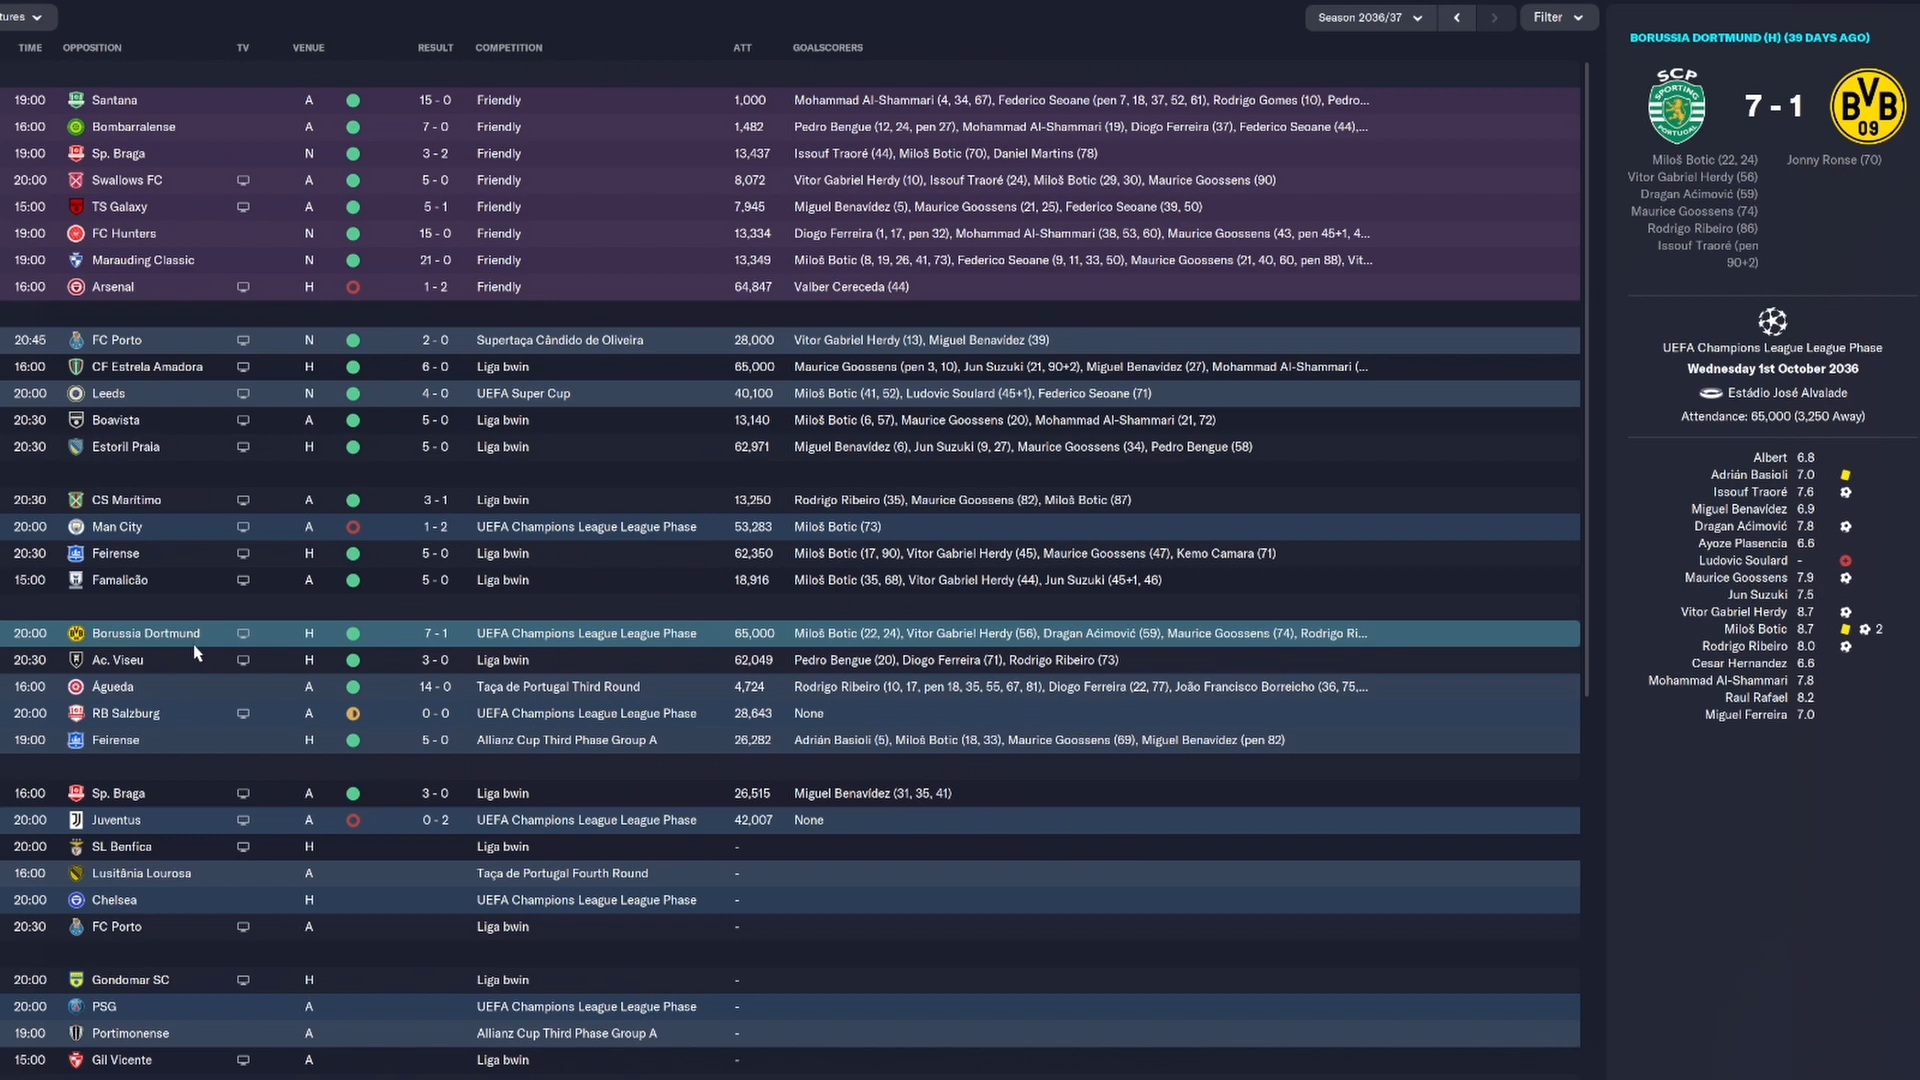 tures
Season 2036/37
Filter
TIME OPPOSITION TV VENUE RESULT COMPETITION ATT GOALSCORERS
19:00 Santana A 15 - 0 Friendly 1,000 Mohammad Al-Shammari (4, 34, 67), Federico Seoane (pen 7, 18, 37, 52, 61), Rodrigo Gomes (10), Pedro...
16:00 Bombarralense A 7 - 0 Friendly 1,482 Pedro Bengue (12, 24, pen 27), Mohammad Al-Shammari (19), Diogo Ferreira (37), Federico Seoane (44),...
19:00 Sp. Braga N 3 - 2 Friendly 13,437 Issouf Traoré (44), Miloš Botic (70), Daniel Martins (78)
20:00 Swallows FC A 5 - 0 Friendly 8,072 Vitor Gabriel Herdy (10), Issouf Traoré (24), Miloš Botic (29, 30), Maurice Goossens (90)
15:00 TS Galaxy A 5 - 1 Friendly 7,945 Miguel Benavídez (5), Maurice Goossens (21, 25), Federico Seoane (39, 50)
19:00 FC Hunters N 15 - 0 Friendly 13,334 Diogo Ferreira (1, 17, pen 32), Mohammad Al-Shammari (38, 53, 60), Maurice Goossens (43, pen 45+1, 4...
19:00 Marauding Classic N 21 - 0 Friendly 13,349 Miloš Botic (8, 19, 26, 41, 73), Federico Seoane (9, 11, 33, 50), Maurice Goossens (21, 40, 60, pen 88), Vit...
16:00 Arsenal H 1 - 2 Friendly 64,847 Valber Cereceda (44)
20:45 FC Porto N 2 - 0 Supertaça Cândido de Oliveira 28,000 Vitor Gabriel Herdy (13), Miguel Benavídez (39)
16:00 CF Estrela Amadora H 6 - 0 Liga bwin 65,000 Maurice Goossens (pen 3, 10), Jun Suzuki (21, 90+2), Miguel Benavídez (27), Mohammad Al-Shammari (...
20:00 Leeds N 4 - 0 UEFA Super Cup 40,100 Miloš Botic (41, 52), Ludovic Soulard (45+1), Federico Seoane (71)
20:30 Boavista A 5 - 0 Liga bwin 13,140 Miloš Botic (6, 57), Maurice Goossens (20), Mohammad Al-Shammari (21, 72)
20:30 Estoril Praia H 5 - 0 Liga bwin 62,971 Miguel Benavídez (6), Jun Suzuki (9, 27), Maurice Goossens (34), Pedro Bengue (58)
20:30 CS Marítimo A 3 - 1 Liga bwin 13,250 Rodrigo Ribeiro (35), Maurice Goossens (82), Miloš Botic (87)
20:00 Man City A 1 - 2 UEFA Champions League League Phase 53,283 Miloš Botic (73)
20:30 Feirense H 5 - 0 Liga bwin 62,350 Miloš Botic (17, 90), Vitor Gabriel Herdy (45), Maurice Goossens (47), Kemo Camara (71)
15:00 Famalicão A 5 - 0 Liga bwin 18,916 Miloš Botic (35, 68), Vitor Gabriel Herdy (44), Jun Suzuki (45+1, 46)
20:00 Borussia Dortmund H 7 - 1 UEFA Champions League League Phase 65,000 Miloš Botic (22, 24), Vitor Gabriel Herdy (56), Dragan Aćimović (59), Maurice Goossens (74), Rodrigo Ri...
20:30 Ac. Viseu H 3 - 0 Liga bwin 62,049 Pedro Bengue (20), Diogo Ferreira (71), Rodrigo Ribeiro (73)
16:00 Águeda A 14 - 0 Taça de Portugal Third Round 4,724 Rodrigo Ribeiro (10, 17, pen 18, 35, 55, 67, 81), Diogo Ferreira (22, 77), João Francisco Borreicho (36, 75,...
20:00 RB Salzburg A 0 - 0 UEFA Champions League League Phase 28,643 None
19:00 Feirense H 5 - 0 Allianz Cup Third Phase Group A 26,282 Adrián Basioli (5), Miloš Botic (18, 33), Maurice Goossens (69), Miguel Benavídez (pen 82)
16:00 Sp. Braga A 3 - 0 Liga bwin 26,515 Miguel Benavídez (31, 35, 41)
20:00 Juventus A 0 - 2 UEFA Champions League League Phase 42,007 None
20:00 SL Benfica H Liga bwin -
16:00 Lusitânia Lourosa A Taça de Portugal Fourth Round -
20:00 Chelsea H UEFA Champions League League Phase -
20:30 FC Porto A Liga bwin -
20:00 Gondomar SC H Liga bwin -
20:00 PSG A UEFA Champions League League Phase -
19:00 Portimonense A Allianz Cup Third Phase Group A -
15:00 Gil Vicente A Liga bwin -
BORUSSIA DORTMUND (H) (39 DAYS AGO)
SCP
SPORTING
PORTUGAL
7 - 1
BVB
09
Miloš Botic (22, 24) Jonny Ronse (70)
Vitor Gabriel Herdy (56)
Dragan Aćimović (59)
Maurice Goossens (74)
Rodrigo Ribeiro (86)
Issouf Traoré (pen
90+2)
UEFA Champions League League Phase
Wednesday 1st October 2036
Estádio José Alvalade
Attendance: 65,000 (3,250 Away)
Albert 6.8
Adrián Basioli 7.0
Issouf Traoré 7.6
Miguel Benavídez 6.9
Dragan Aćimović 7.8
Ayoze Plasencia 6.6
Ludovic Soulard -
Maurice Goossens 7.9
Jun Suzuki 7.5
Vitor Gabriel Herdy 8.7
Miloš Botic 8.7 2
Rodrigo Ribeiro 8.0
Cesar Hernandez 6.6
Mohammad Al-Shammari 7.8
Raul Rafael 8.2
Miguel Ferreira 7.0